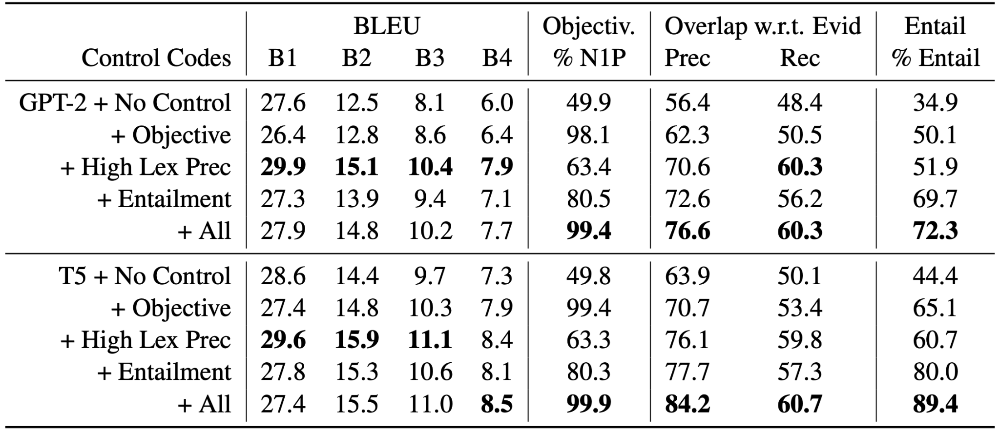 BLEU Objectiv. Overlap w.r.t. Evid Entail
Control Codes B1 B2 B3 B4 % N1P Prec Rec % Entail
GPT-2 + No Control 27.6 12.5 8.1 6.0 49.9 56.4 48.4 34.9
+ Objective 26.4 12.8 8.6 6.4 98.1 62.3 50.5 50.1
+ High Lex Prec 29.9 15.1 10.4 7.9 63.4 70.6 60.3 51.9
+ Entailment 27.3 13.9 9.4 7.1 80.5 72.6 56.2 69.7
+ All 27.9 14.8 10.2 7.7 99.4 76.6 60.3 72.3
T5 + No Control 28.6 14.4 9.7 7.3 49.8 63.9 50.1 44.4
+ Objective 27.4 14.8 10.3 7.9 99.4 70.7 53.4 65.1
+ High Lex Prec 29.6 15.9 11.1 8.4 63.3 76.1 59.8 60.7
+ Entailment 27.8 15.3 10.6 8.1 80.3 77.7 57.3 80.0
+ All 27.4 15.5 11.0 8.5 99.9 84.2 60.7 89.4